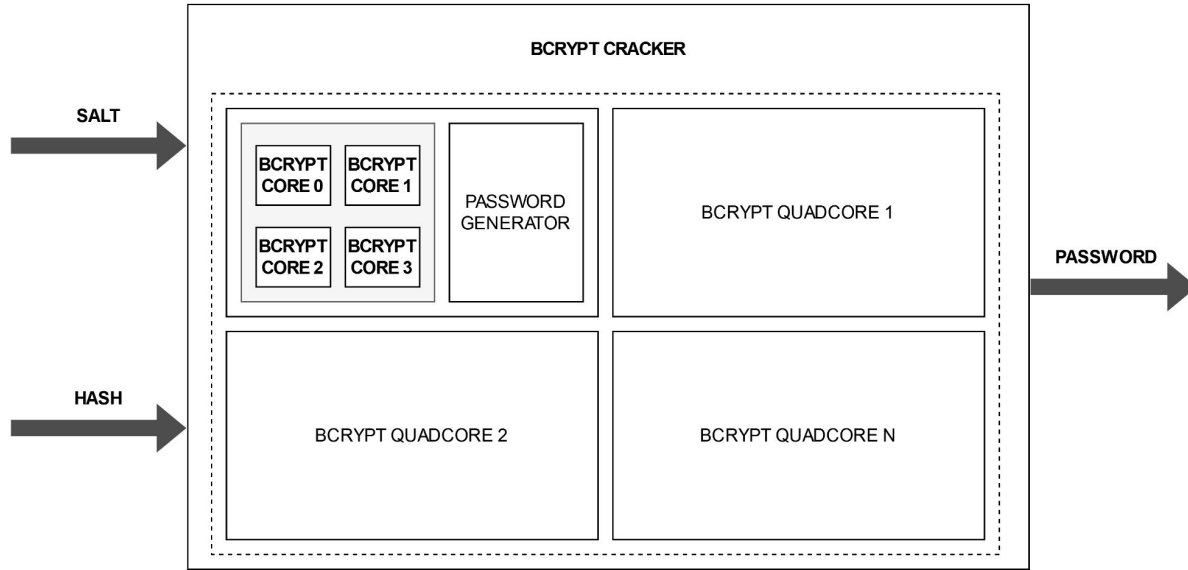 BCRYPT CRACKER
SALT
BCRYPT
CORE 0
BCRYPT
CORE 1
BCRYPT
CORE 2
BCRYPT
CORE 3
PASSWORD
GENERATOR
BCRYPT QUADCORE 1
PASSWORD
HASH
BCRYPT QUADCORE 2
BCRYPT QUADCORE N